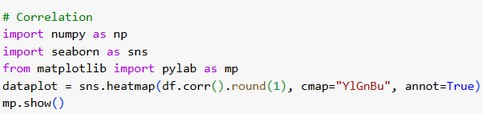 # Correlation
import numpy as np
import seaborn as sns
from matplotlib import pylab as mp
dataplot = sns.heatmap(df.corr().round(1), cmap="YlGnBu", annot=True)
mp.show()